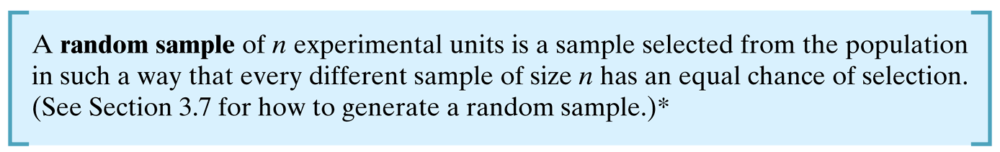 A random sample of n experimental units is a sample selected from the population
in such a way that every different sample of size n has an equal chance of selection.
(See Section 3.7 for how to generate a random sample.)*